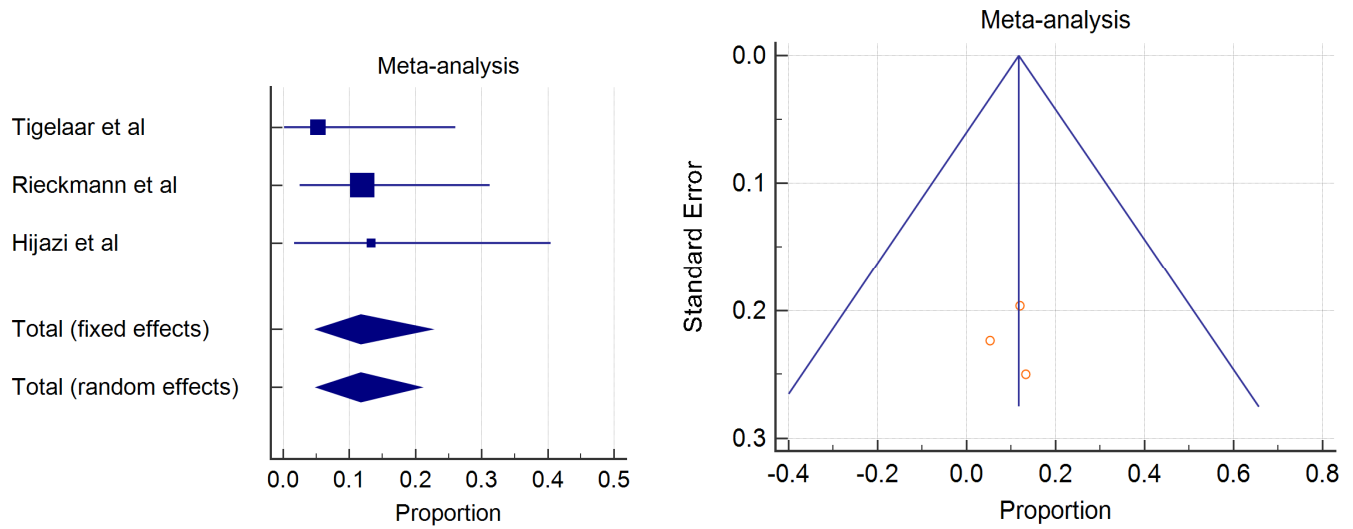 Meta-analysis
Tigelaar et al
Rieckmann et al
Hijazi et al
Total (fixed effects)
Total (random effects)
0.0 0.1 0.2 0.3 0.4 0.5
Proportion
Meta-analysis
Standard Error
0.0
0.1
0.2
0.3
-0.4 -0.2 0.0 0.2 0.4 0.6 0.8
Proportion